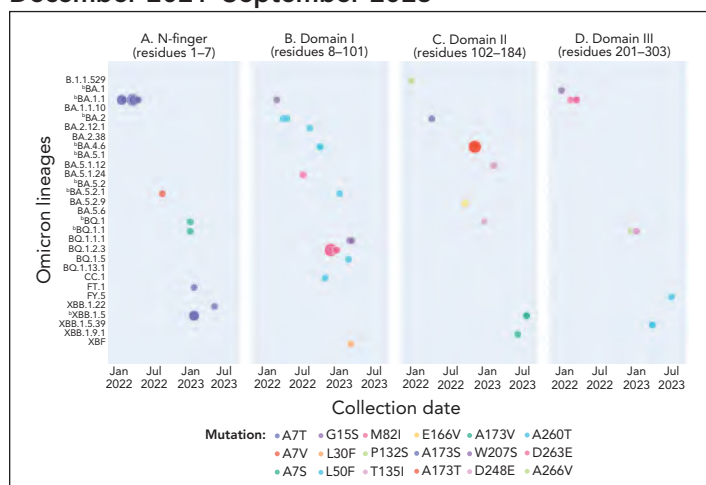 December 2021–September 2023
A. N-finger
(residues 1–7)
B. Domain I
(residues 8–101)
C. Domain II
(residues 102–184)
D. Domain III
(residues 201–303)
Omicron lineages
B.1.1.529
ᵇBA.1
ᵇBA.1.1
BA.1.1.10
ᵇBA.2
BA.2.12.1
BA.2.38
ᵇBA.4.6
ᵇBA.5.1
BA.5.1.12
BA.5.1.24
ᵇBA.5.2
ᵇBA.5.2.1
BA.5.2.9
BA.5.6
ᵇBQ.1
ᵇBQ.1.1
BQ.1.1.1
BQ.1.2.3
BQ.1.5
BQ.1.13.1
CC.1
FT.1
FY.5
XBB.1.22
ᵇXBB.1.5
XBB.1.5.39
XBB.1.9.1
XBF
Jan Jul Jan Jul Jan Jul Jan Jul Jan Jul Jan Jul Jan Jul Jan Jul
2022 2022 2023 2023 2022 2022 2023 2023 2022 2022 2023 2023 2022 2022 2023 2023
Collection date
Mutation: A7T G15S M82I E166V A173V A260T
A7V L30F P132S A173S W207S D263E
A7S L50F T135I A173T D248E A266V